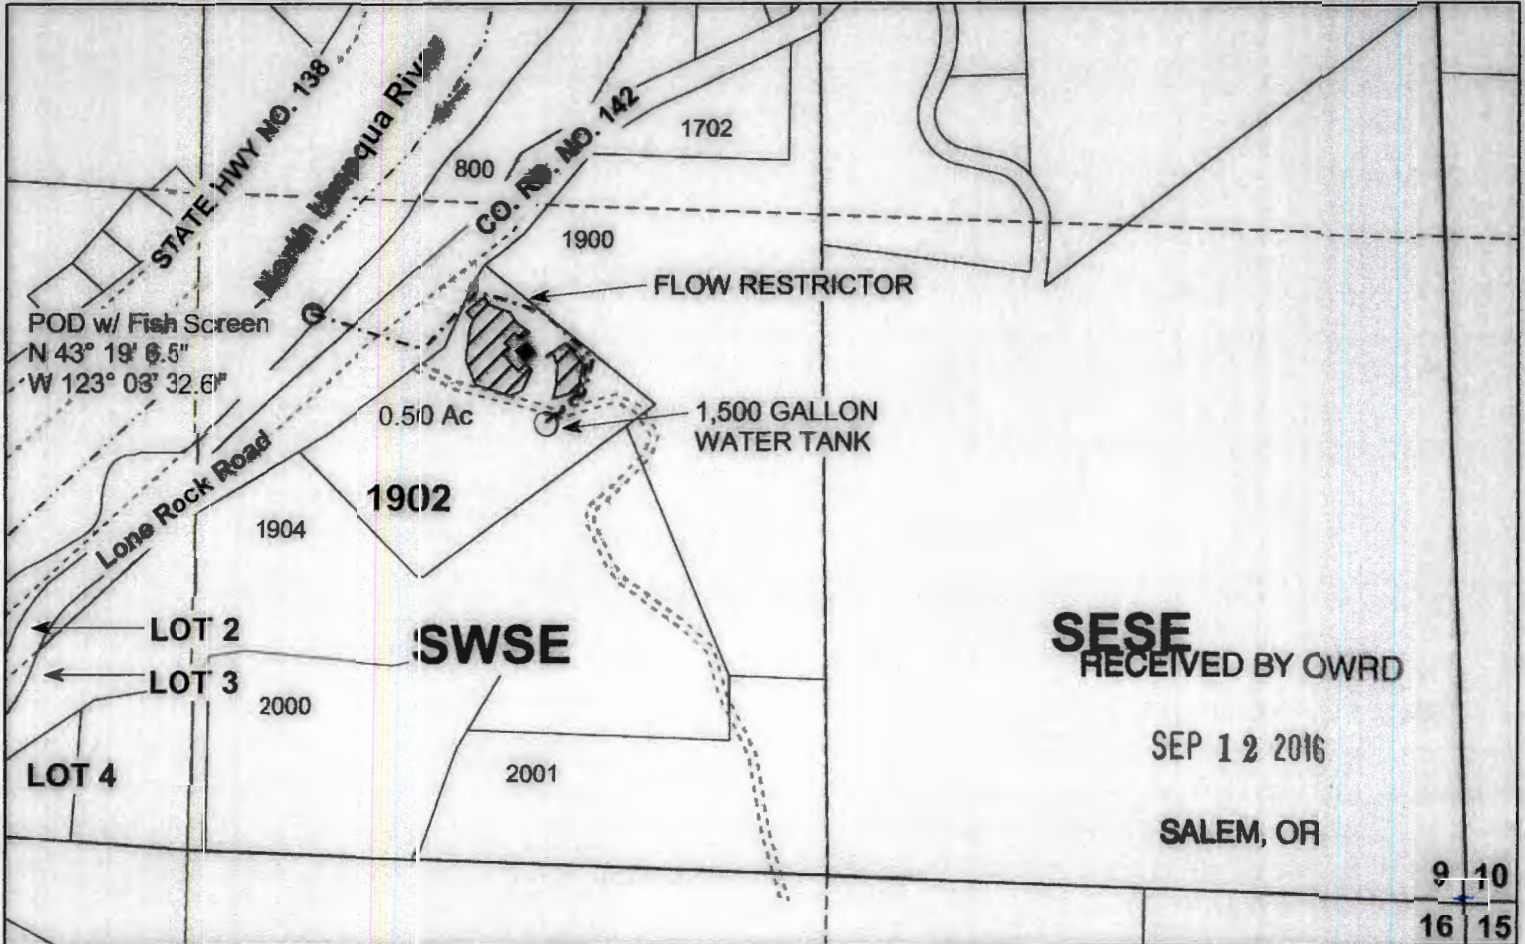 STATE HWY NO. 138
North Umpqua River
CO. RD. NO. 142
1702
800
1900
FLOW RESTRICTOR
POD w/ Fish Screen
N 43° 19' 6.5"
W 123° 03' 32.6"
0.50 Ac
1,500 GALLON
WATER TANK
Lone Rock Road
1902
1904
LOT 2
SWSE
SESE
RECEIVED BY OWRD
LOT 3
2000
SEP 12 2016
LOT 4
2001
SALEM, OR
9 10
16 15